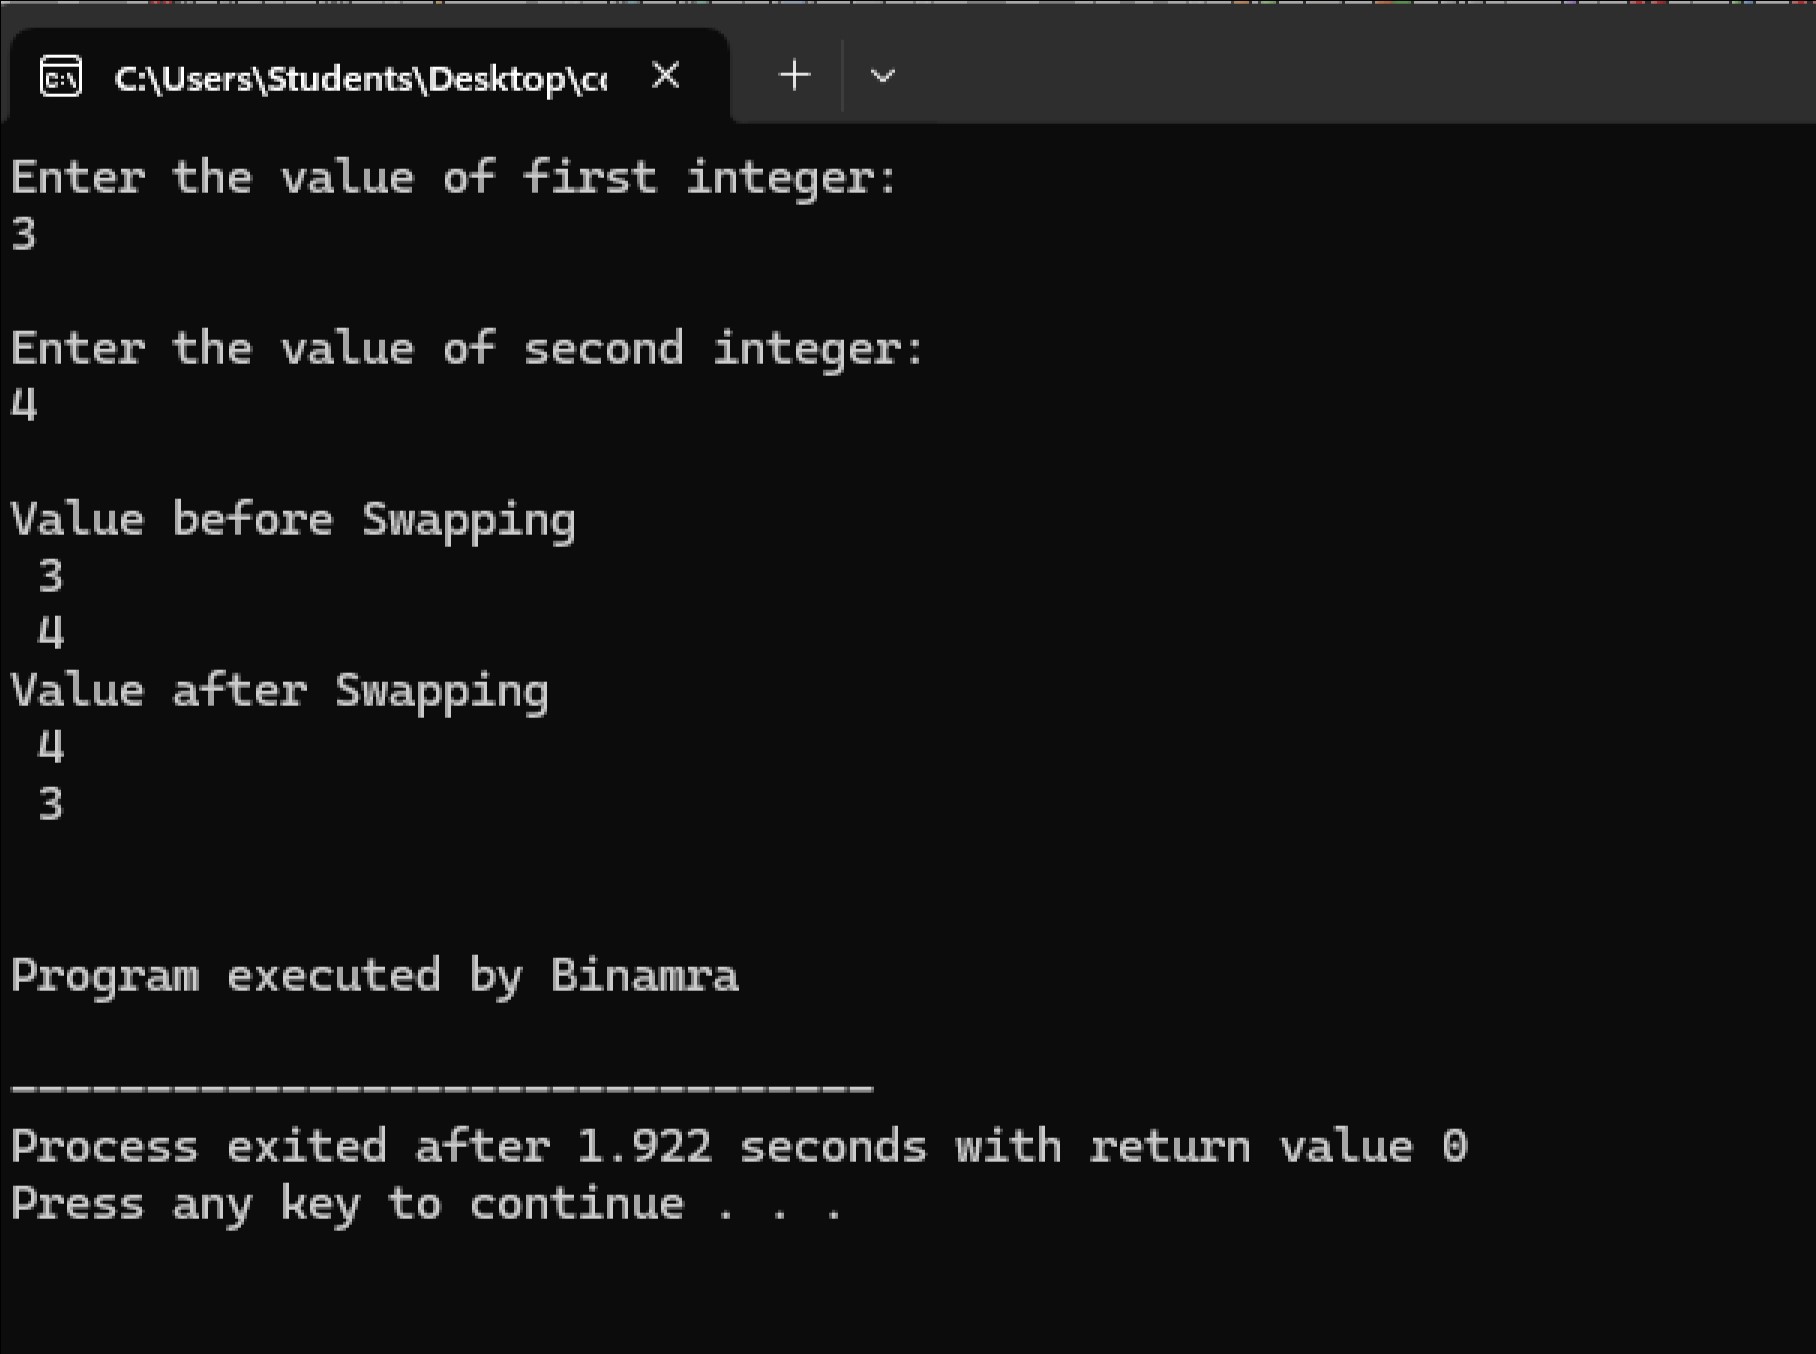 C:\Users\Students\Desktop\c
Enter the value of first integer:
3
Enter the value of second integer:
4
Value before Swapping
 3
 4
Value after Swapping
 4
 3
Program executed by Binamra
--------------------------------
Process exited after 1.922 seconds with return value 0
Press any key to continue . . .